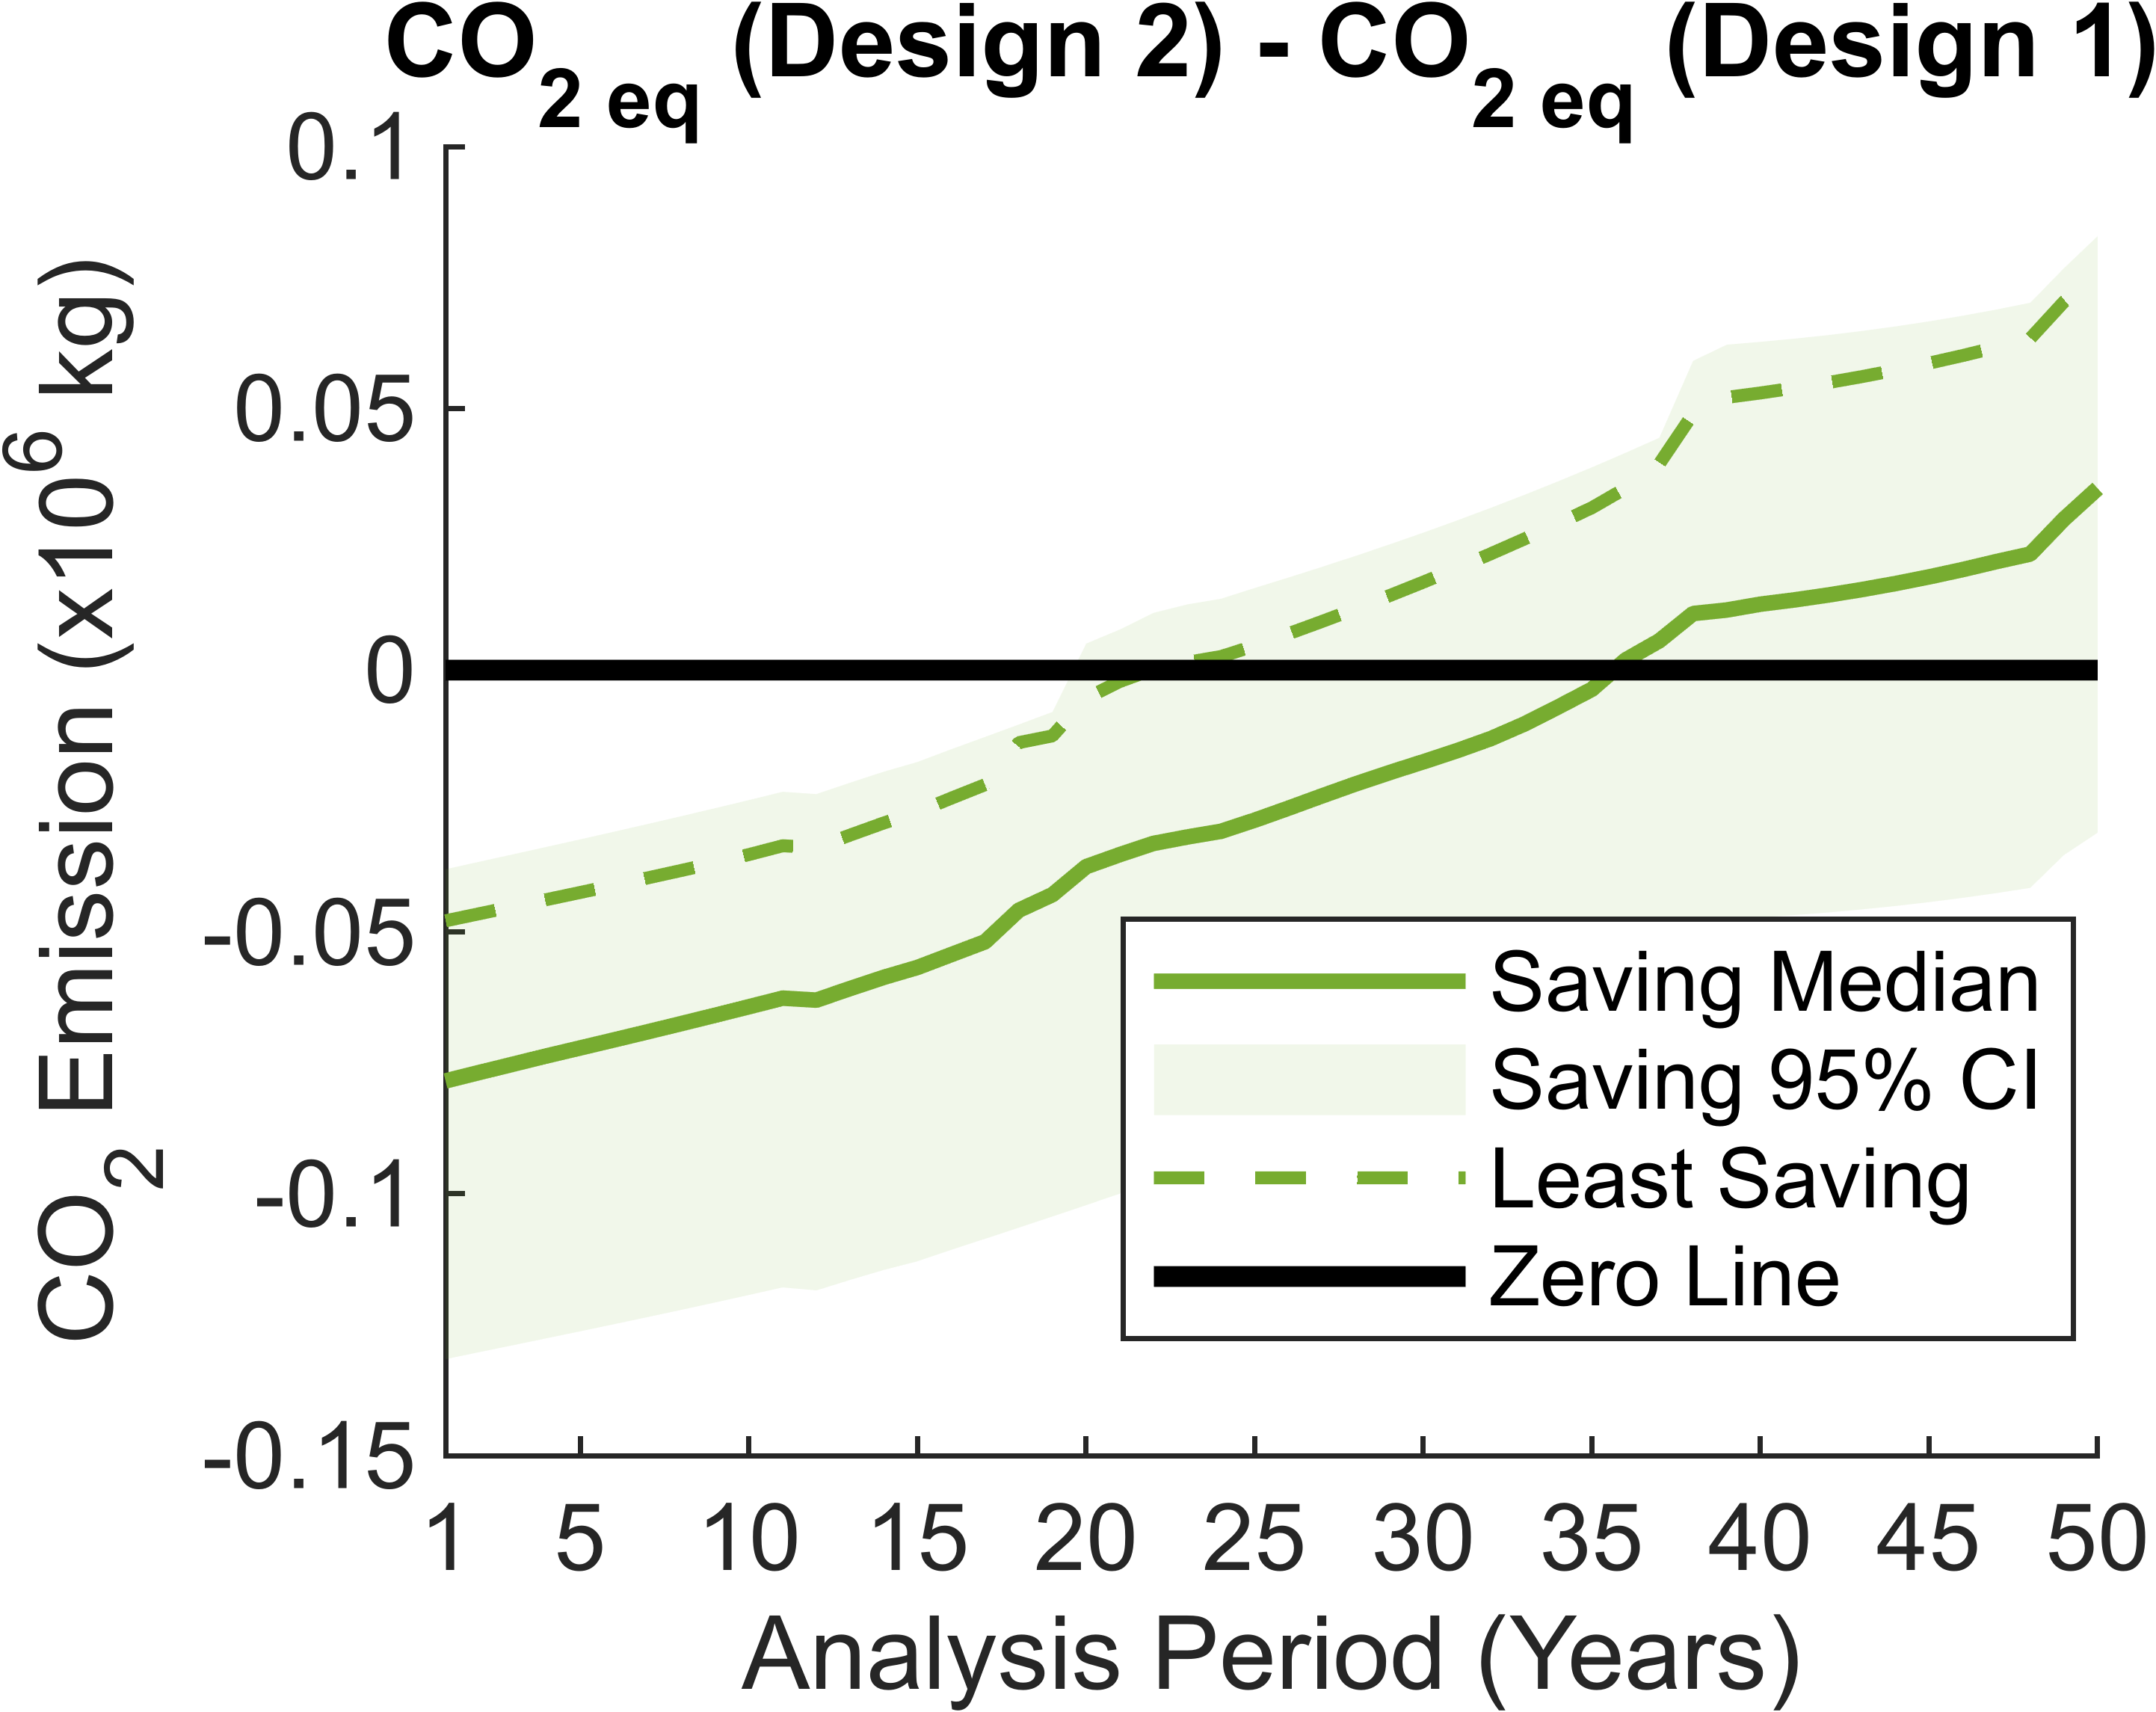 CO2 eq (Design 2) - CO2 eq (Design 1)
CO2 Emission (x10^6 kg)
0.1
0.05
0
-0.05
-0.1
-0.15
Saving Median
Saving 95% CI
Least Saving
Zero Line
1 5 10 15 20 25 30 35 40 45 50
Analysis Period (Years)